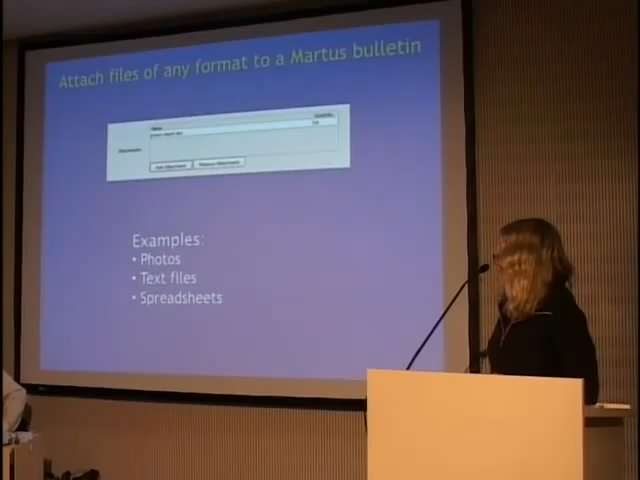 Attach files of any format to a Martus bulletin
Examples:
• Photos
• Text files
• Spreadsheets